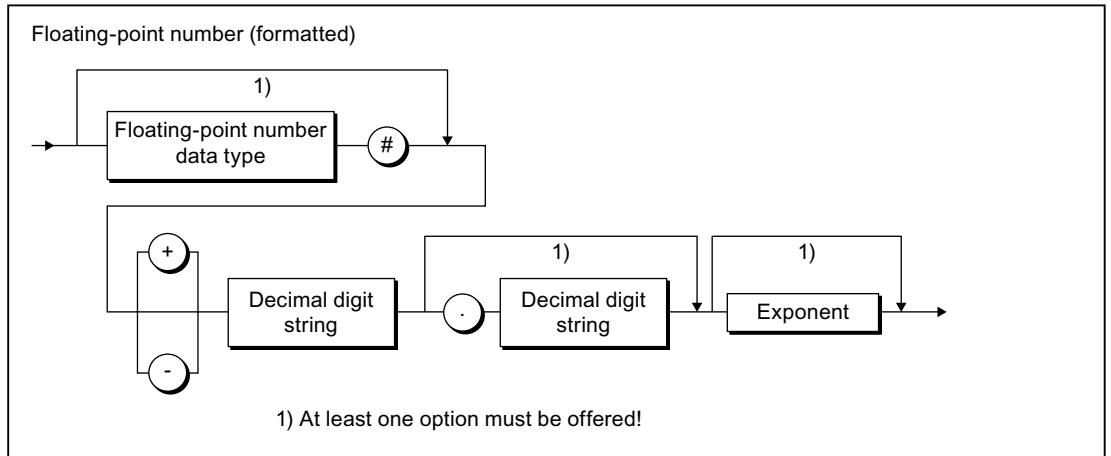 Floating-point number (formatted)
1)
Floating-point number
data type
#
+
1)
1)
Decimal digit
string
.
Decimal digit
string
Exponent
-
1) At least one option must be offered!